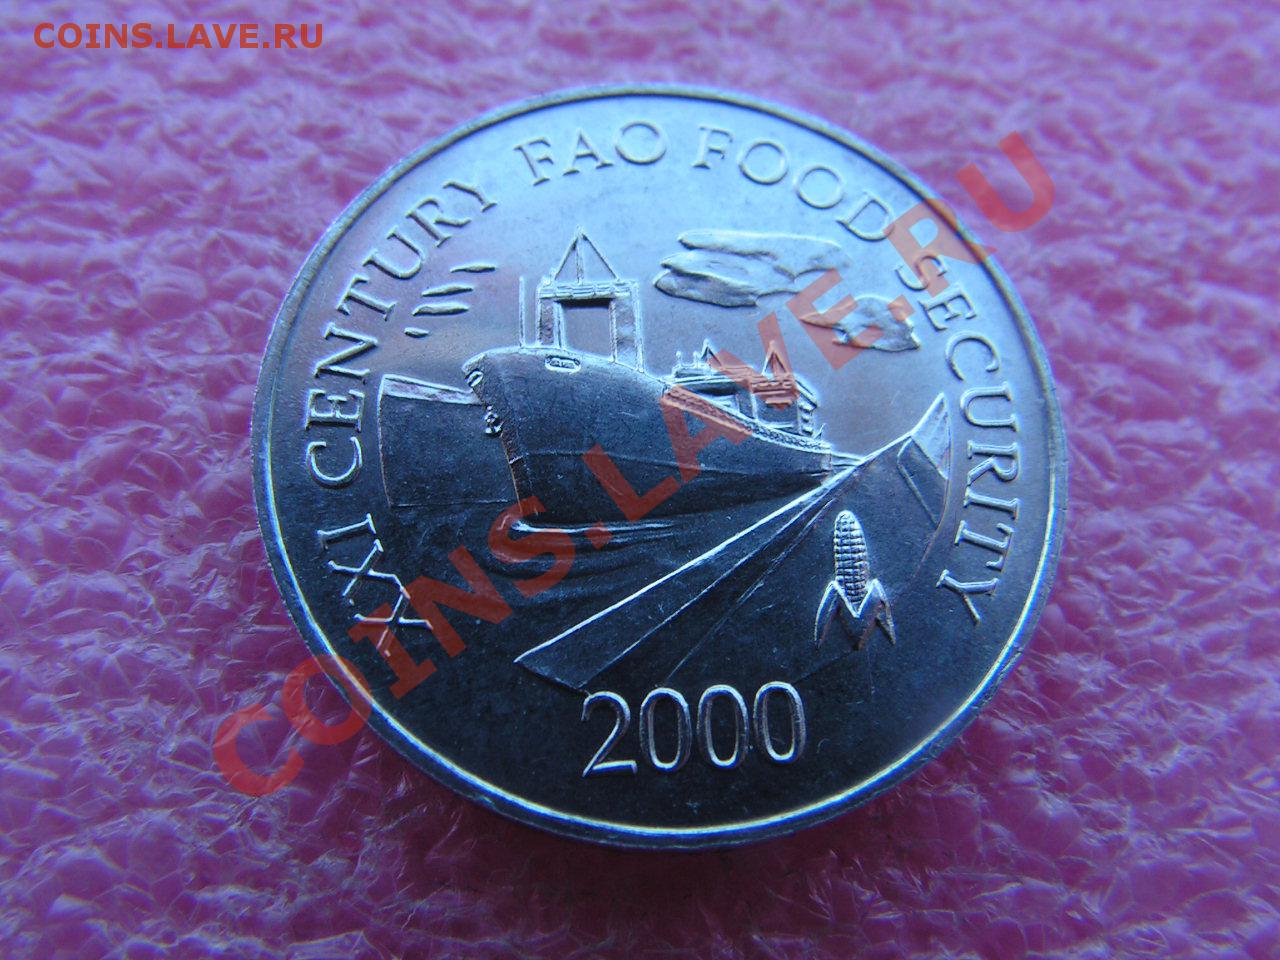 COINS.LAVE.RU
XXI CENTURY FAO FOOD SECURITY
COINS.LAVE.RU
2000